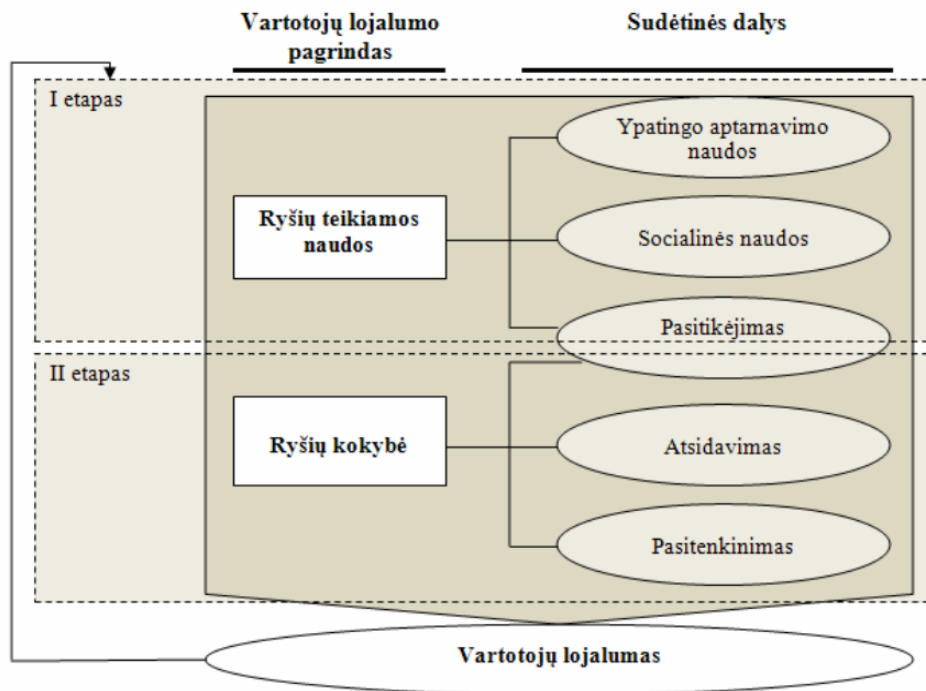 Vartotojų lojalumo
pagrindas
Sudėtinės dalys
I etapas
Ypatingo aptarnavimo
naudos
Ryšių teikiamos
naudos
Socialinės naudos
Pasitikėjimas
II etapas
Ryšių kokybė
Atsidavimas
Pasitenkinimas
Vartotojų lojalumas